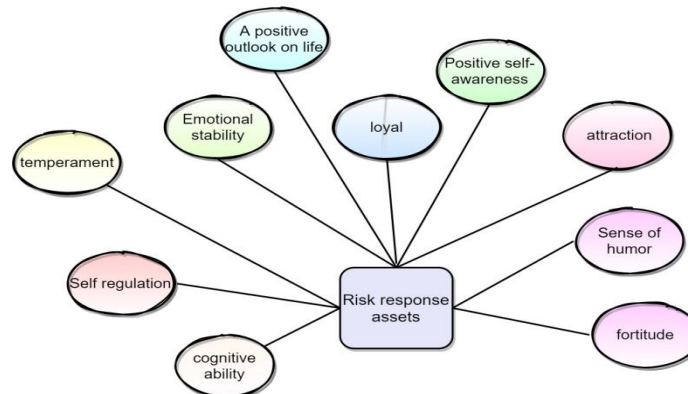 A positive
outlook on life
Positive self-
awareness
Emotional
stability
loyal
attraction
temperament
Sense of
humor
Self regulation
Risk response
assets
fortitude
cognitive
ability